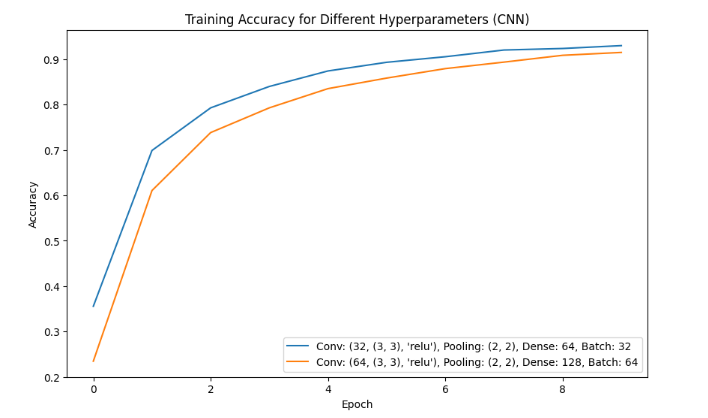 Training Accuracy for Different Hyperparameters (CNN)
0.9
0.8
0.7
0.6
0.5
0.4
0.3
0.2
Accuracy
Conv: (32, (3, 3), 'relu'), Pooling: (2, 2), Dense: 64, Batch: 32
Conv: (64, (3, 3), 'relu'), Pooling: (2, 2), Dense: 128, Batch: 64
0 2 4 6 8
Epoch